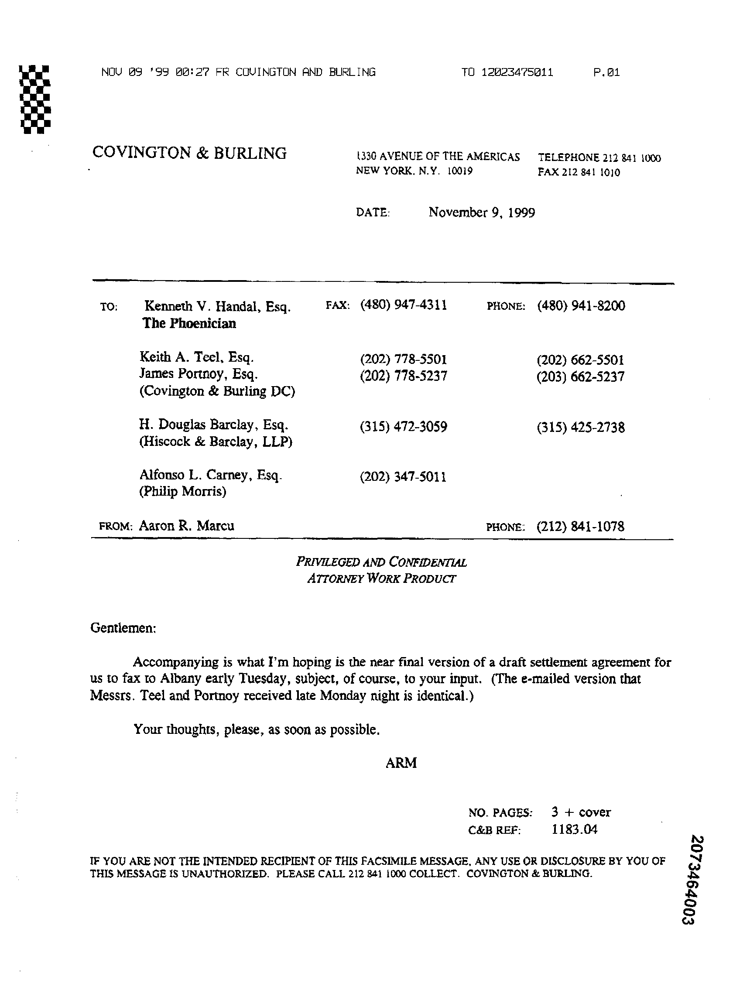 NOV 09 '99 00:27 FR COVINGTON AND BURLING TO 12023475011 P.01
COVINGTON & BURLING
1330 AVENUE OF THE AMERICAS TELEPHONE 212 841 1000
NEW YORK, N.Y. 10019 FAX 212 841 1010
DATE: November 9, 1999
TO: Kenneth V. Handal, Esq. FAX: (480) 947-4311 PHONE: (480) 941-8200
The Phoenician
Keith A. Teel, Esq. (202) 778-5501 (202) 662-5501
James Portnoy, Esq. (202) 778-5237 (203) 662-5237
(Covington & Burling DC)
H. Douglas Barclay, Esq. (315) 472-3059 (315) 425-2738
(Hiscock & Barclay, LLP)
Alfonso L. Carney, Esq. (202) 347-5011
(Philip Morris)
FROM: Aaron R. Marcu PHONE: (212) 841-1078
PRIVILEGED AND CONFIDENTIAL
ATTORNEY WORK PRODUCT
Gentlemen:
Accompanying is what I'm hoping is the near final version of a draft settlement agreement for
us to fax to Albany early Tuesday, subject, of course, to your input. (The e-mailed version that
Messrs. Teel and Portnoy received late Monday night is identical.)
Your thoughts, please, as soon as possible.
ARM
NO. PAGES: 3 + cover
C&B REF: 1183.04
IF YOU ARE NOT THE INTENDED RECIPIENT OF THIS FACSIMILE MESSAGE, ANY USE OR DISCLOSURE BY YOU OF
THIS MESSAGE IS UNAUTHORIZED. PLEASE CALL 212 841 1000 COLLECT. COVINGTON & BURLING.
2073464003